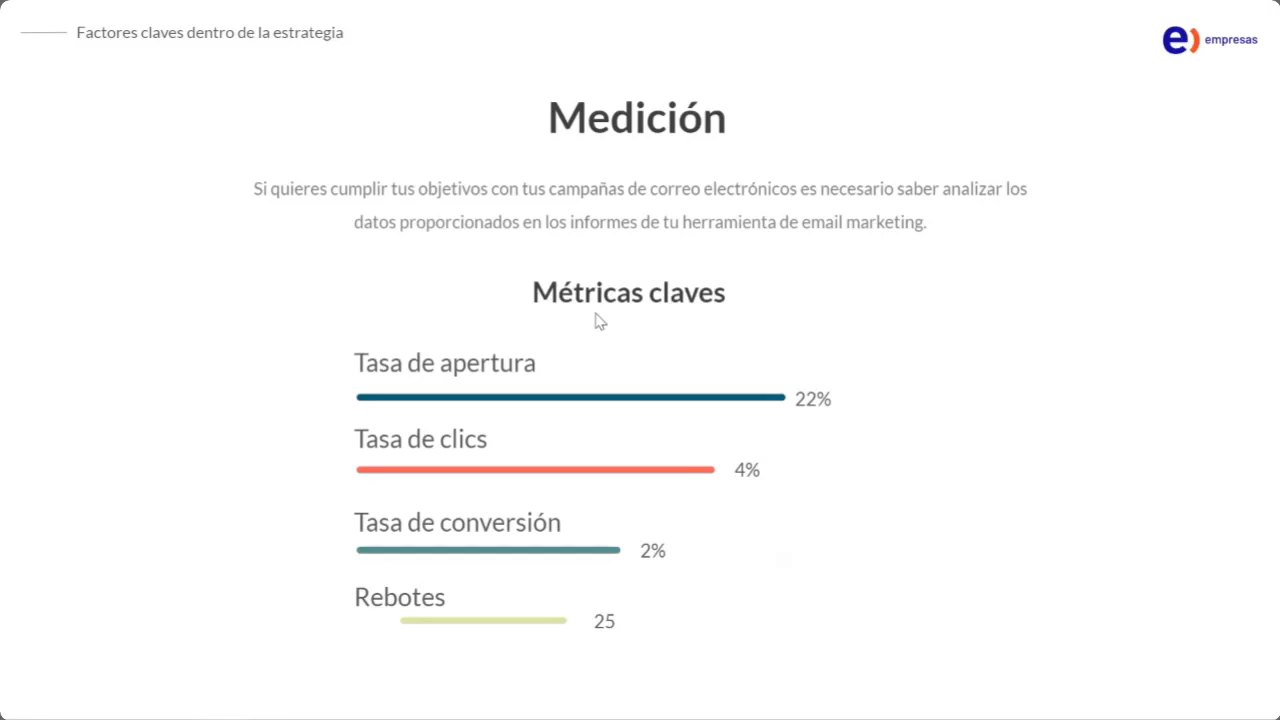 Factores claves dentro de la estrategia
e) empresas
Medición
Si quieres cumplir tus objetivos con tus campañas de correo electrónicos es necesario saber analizar los
datos proporcionados en los informes de tu herramienta de email marketing.
Métricas claves
Tasa de apertura
22%
Tasa de clics
4%
Tasa de conversión
2%
Rebotes
25